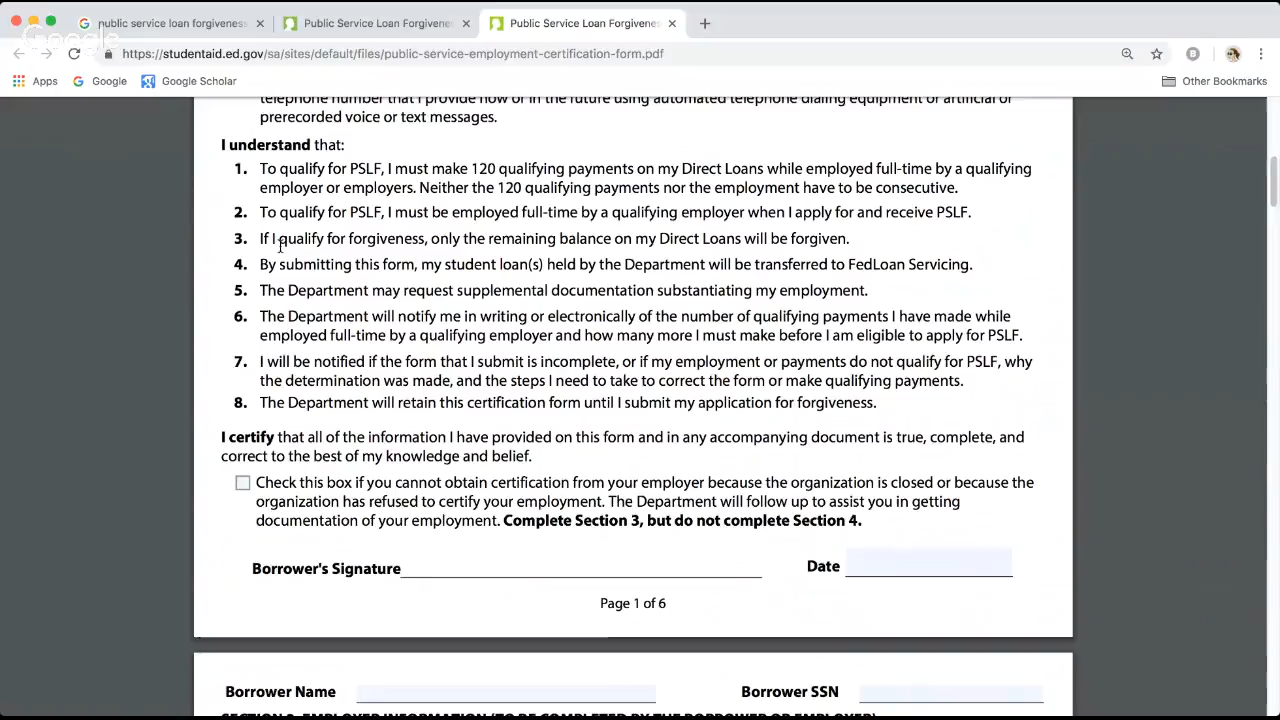 public service loan forgiveness
Public Service Loan Forgivenes
Public Service Loan Forgivenes
Google
https://studentaid.ed.gov/sa/sites/default/files/public-service-employment-certification-form.pdf
B
Apps
Google
Google Scholar
Other Bookmarks
telephone number that I provide now or in the future using automated telephone dialing equipment or artificial or
prerecorded voice or text messages.
I understand that:
1. To qualify for PSLF, I must make 120 qualifying payments on my Direct Loans while employed full-time by a qualifying
employer or employers. Neither the 120 qualifying payments nor the employment have to be consecutive.
2. To qualify for PSLF, I must be employed full-time by a qualifying employer when I apply for and receive PSLF.
3. If I qualify for forgiveness, only the remaining balance on my Direct Loans will be forgiven.
4. By submitting this form, my student loan(s) held by the Department will be transferred to FedLoan Servicing.
5. The Department may request supplemental documentation substantiating my employment.
6. The Department will notify me in writing or electronically of the number of qualifying payments I have made while
employed full-time by a qualifying employer and how many more I must make before I am eligible to apply for PSLF.
7. I will be notified if the form that I submit is incomplete, or if my employment or payments do not qualify for PSLF, why
the determination was made, and the steps I need to take to correct the form or make qualifying payments.
8. The Department will retain this certification form until I submit my application for forgiveness.
I certify that all of the information I have provided on this form and in any accompanying document is true, complete, and
correct to the best of my knowledge and belief.
Check this box if you cannot obtain certification from your employer because the organization is closed or because the
organization has refused to certify your employment. The Department will follow up to assist you in getting
documentation of your employment. Complete Section 3, but do not complete Section 4.
Borrower's Signature Date
Page 1 of 6
Borrower Name Borrower SSN
SECTION 3: EMPLOYER INFORMATION (TO BE COMPLETED BY THE BORROWER OR EMPLOYER)